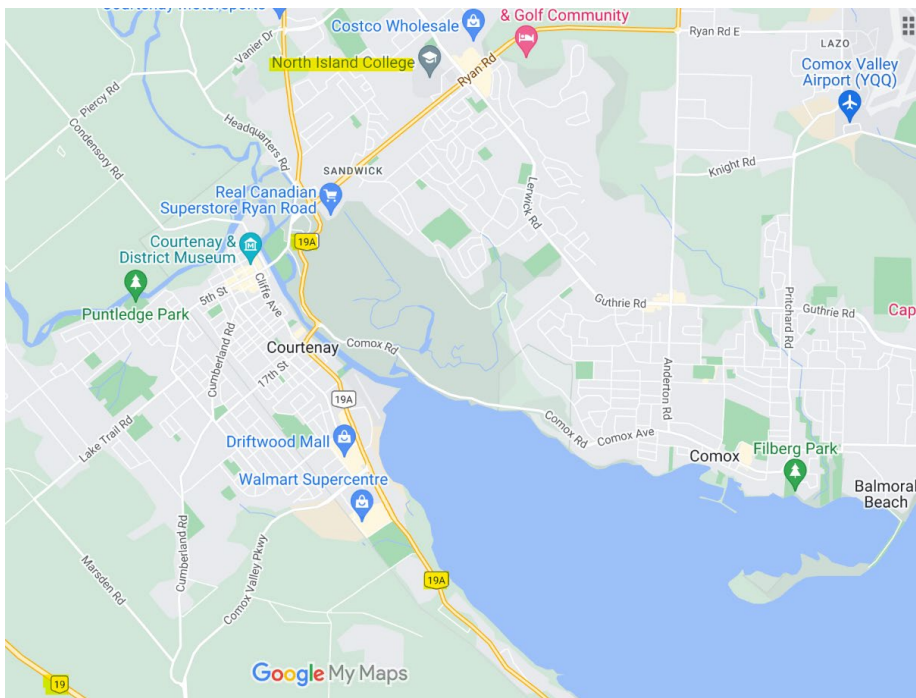 Courtenay Motorsports
Costco Wholesale
& Golf Community
Ryan Rd E
LAZO
Vanier Dr
North Island College
Ryan Rd
Comox Valley
Airport (YQQ)
Piercy Rd
Condensory Rd
Headquarters Rd
SANDWICK
Lerwick Rd
Knight Rd
Real Canadian
Superstore Ryan Road
19A
Courtenay &
District Museum
5th St
Cliffe Ave
Puntledge Park
Guthrie Rd
Pritchard Rd
Guthrie Rd
Cap
Cumberland Rd
Courtenay
Comox Rd
17th St
Anderton Rd
19A
Lake Trail Rd
Driftwood Mall
Comox Rd
Comox Ave
Comox
Filberg Park
Walmart Supercentre
Balmoral
Beach
Cumberland Rd
Comox Valley Pkwy
Marsden Rd
19A
19
Google My Maps